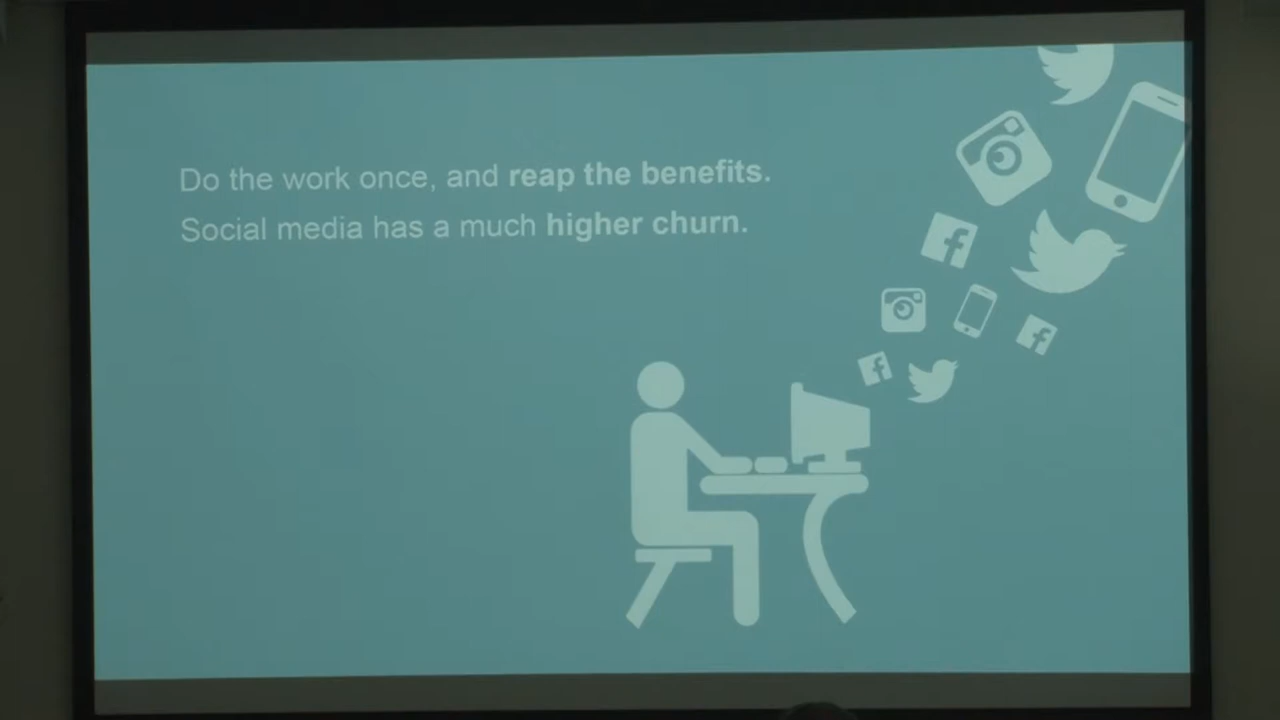 Do the work once, and reap the benefits.
Social media has a much higher churn.